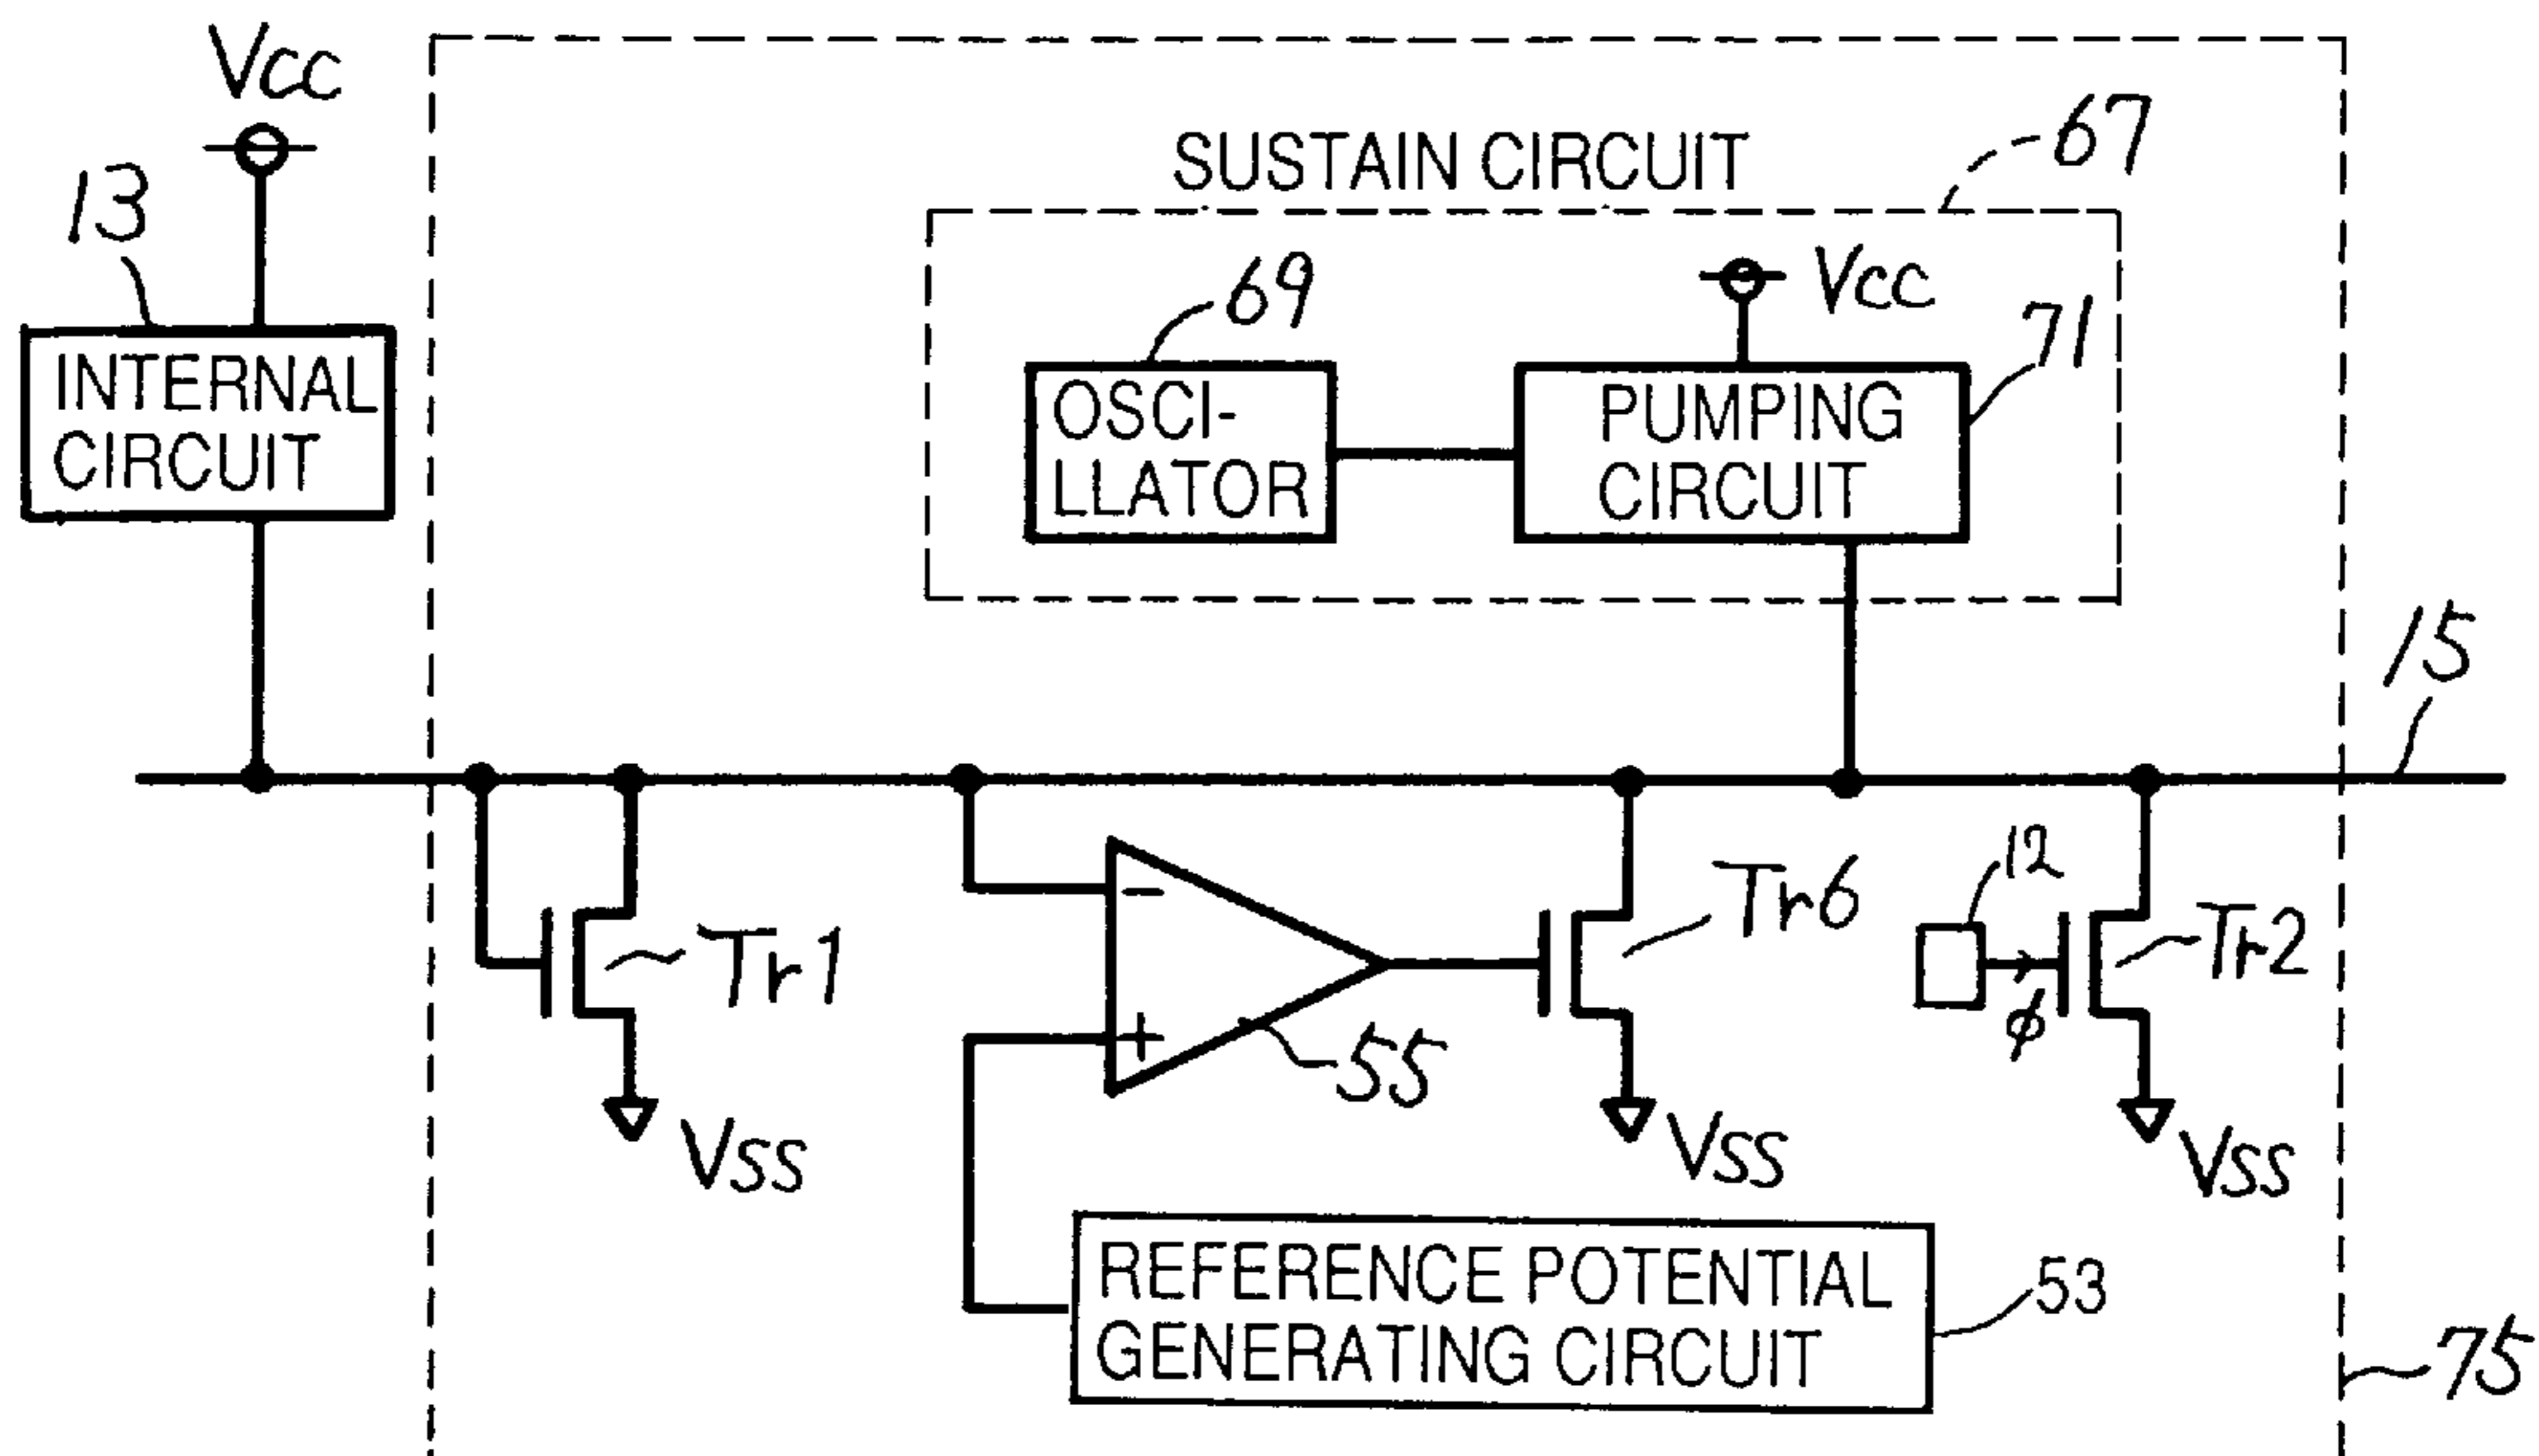 Vcc
13
INTERNAL
CIRCUIT
SUSTAIN CIRCUIT
67
69
OSCI-
LLATOR
Vcc
71
PUMPING
CIRCUIT
15
Tr1
Vss
-
+
55
Tr6
Vss
12
φ
Tr2
Vss
REFERENCE POTENTIAL
GENERATING CIRCUIT
53
75